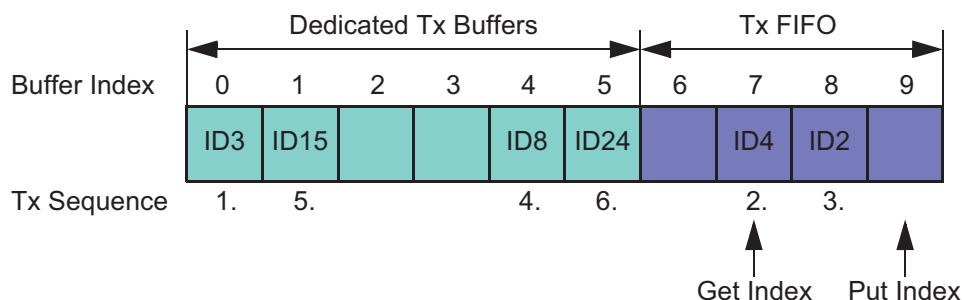 Dedicated Tx Buffers Tx FIFO
Buffer Index 0 1 2 3 4 5 6 7 8 9
ID3 ID15 ID8 ID24 ID4 ID2
Tx Sequence 1. 5. 4. 6. 2. 3.
Get Index Put Index